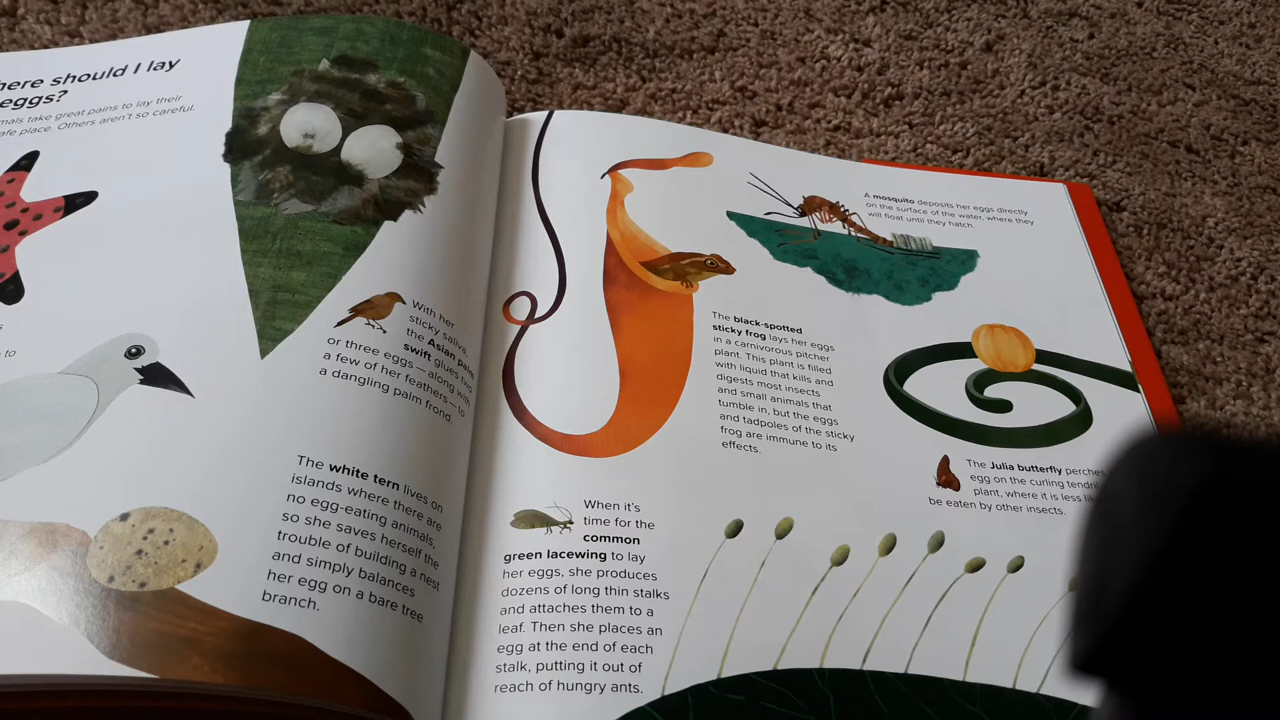 here should I lay
eggs?
mals take great pains to lay their
afe place. Others aren't so careful.
s
to
With her
sticky saliva,
the Asian palm
swift glues two
or three eggs—along with
a few of her feathers—to
a dangling palm frond.
The white tern lives on
islands where there are
no egg-eating animals,
so she saves herself the
trouble of building a nest
and simply balances
her egg on a bare tree
branch.
A mosquito deposits her eggs directly
on the surface of the water, where they
will float until they hatch.
The black-spotted
sticky frog lays her eggs
in a carnivorous pitcher
plant. This plant is filled
with liquid that kills and
digests most insects
and small animals that
tumble in, but the eggs
and tadpoles of the sticky
frog are immune to its
effects.
The Julia butterfly perches
egg on the curling tendril
plant, where it is less
be eaten by other insects.
When it's
time for the
common
green lacewing to lay
her eggs, she produces
dozens of long thin stalks
and attaches them to a
leaf. Then she places an
egg at the end of each
stalk, putting it out of
reach of hungry ants.